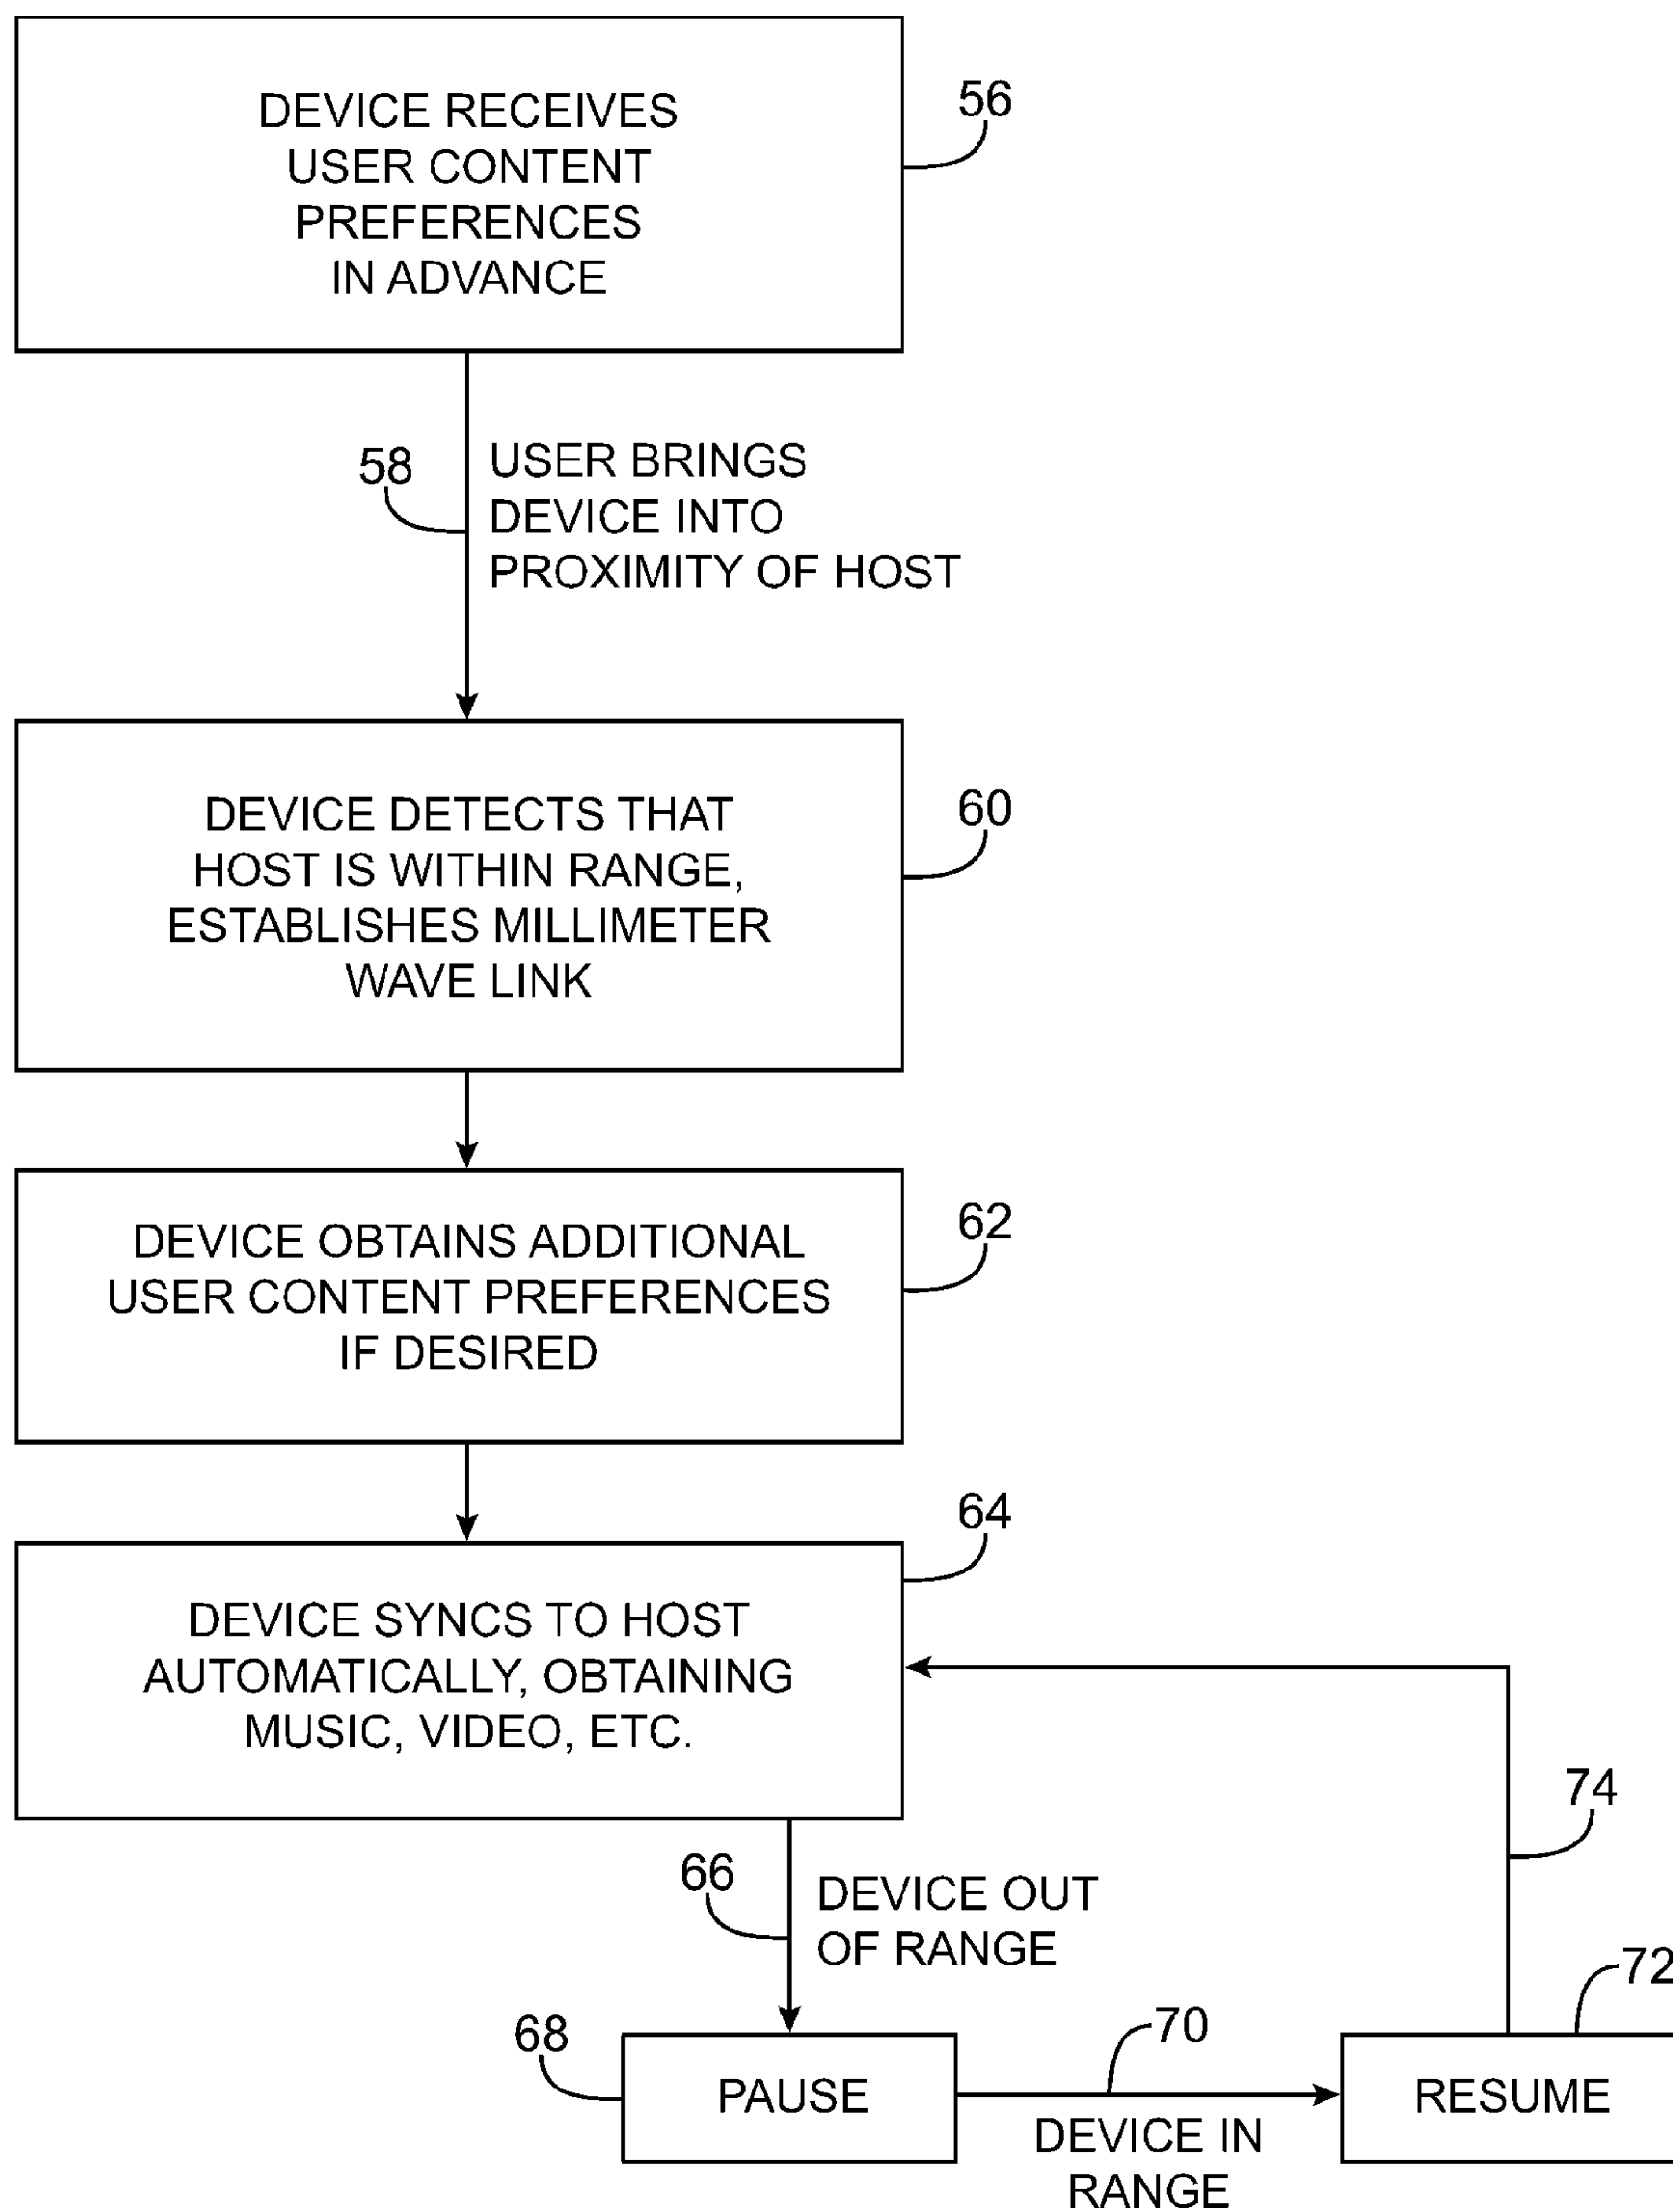 DEVICE RECEIVES
USER CONTENT
PREFERENCES
IN ADVANCE
56
58
USER BRINGS
DEVICE INTO
PROXIMITY OF HOST
DEVICE DETECTS THAT
HOST IS WITHIN RANGE,
ESTABLISHES MILLIMETER
WAVE LINK
60
DEVICE OBTAINS ADDITIONAL
USER CONTENT PREFERENCES
IF DESIRED
62
DEVICE SYNCS TO HOST
AUTOMATICALLY, OBTAINING
MUSIC, VIDEO, ETC.
64
74
66
DEVICE OUT
OF RANGE
68
PAUSE
70
DEVICE IN
RANGE
72
RESUME